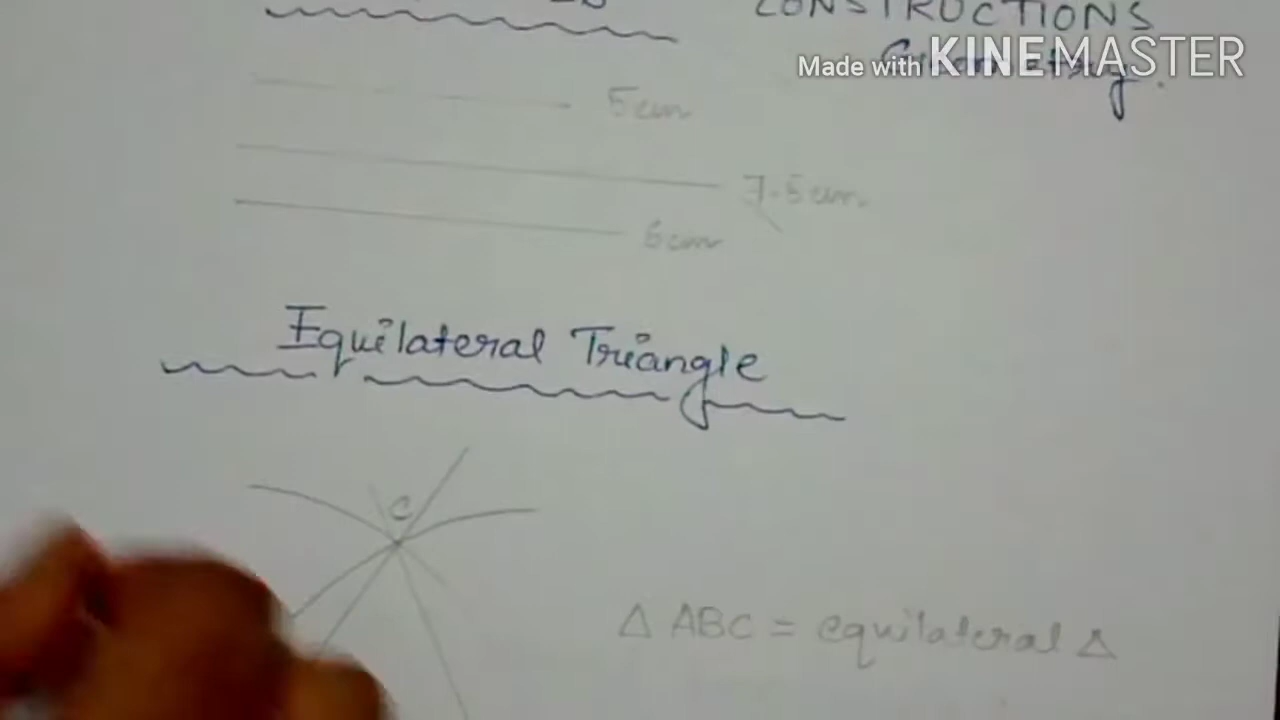 CONSTRUCTIONS
Made with KINEMASTER
5cm
7.5cm.
6cm
Equilateral Triangle
C
Δ ABC = equilateral Δ